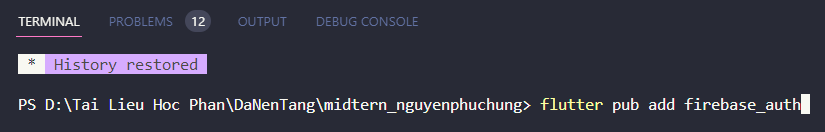 TERMINAL PROBLEMS 12 OUTPUT DEBUG CONSOLE
* History restored
PS D:\Tai Lieu Hoc Phan\DaNenTang\midtern_nguyenphuchung> flutter pub add firebase_auth